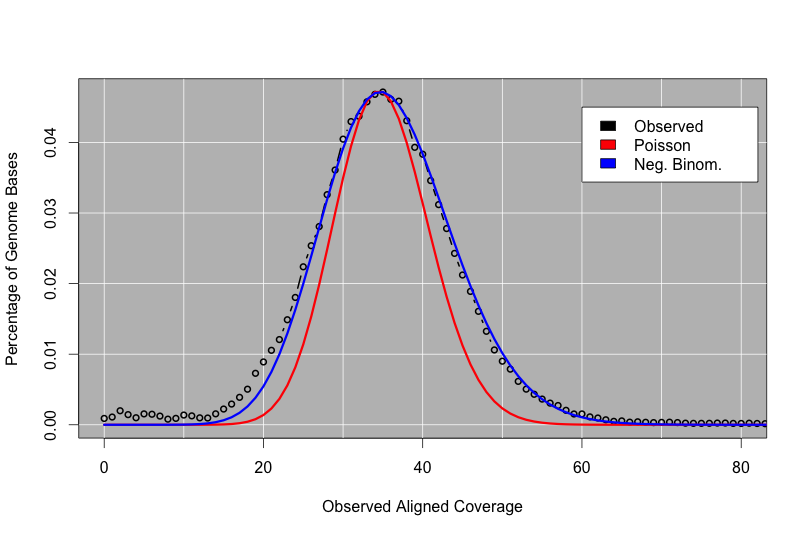 Percentage of Genome Bases
0.04
0.03
0.02
0.01
0.00
Observed
Poisson
Neg. Binom.
0 20 40 60 80
Observed Aligned Coverage